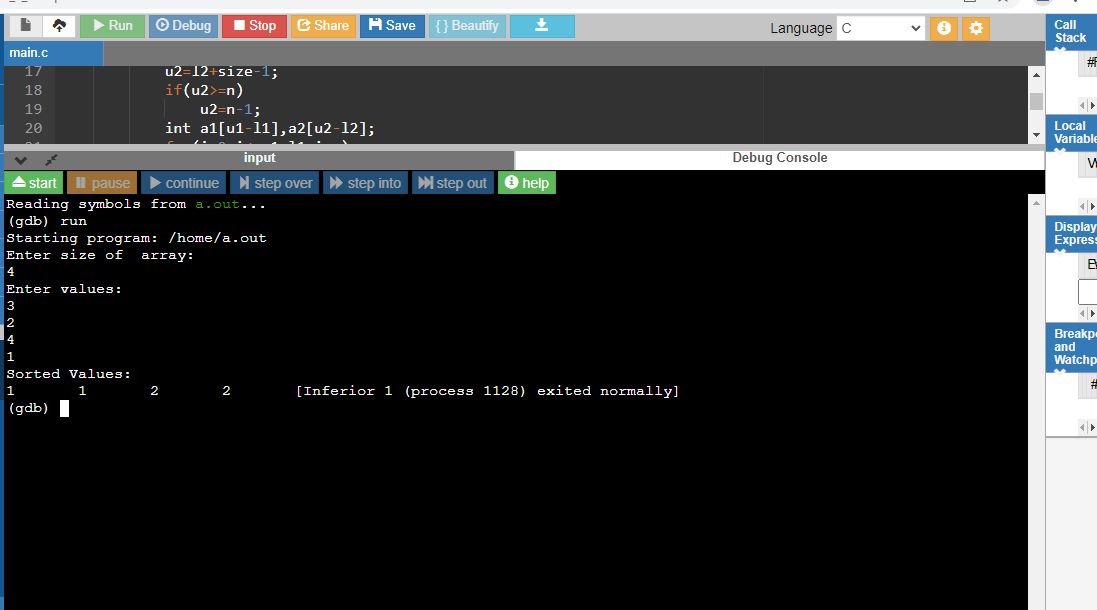 Run Debug Stop Share Save { } Beautify Language C
main.c
17 u2=l2+size-1;
18 if(u2>=n)
19 u2=n-1;
20 int a1[u1-l1],a2[u2-l2];
input Debug Console
start pause continue step over step into step out help
Reading symbols from a.out...
(gdb) run
Starting program: /home/a.out
Enter size of  array:
4
Enter values:
3
2
4
1
Sorted Values:
1 1 2 2 [Inferior 1 (process 1128) exited normally]
(gdb)
Call
Stack
Local
Variable
Display
Express
Breakp
and
Watchp
#